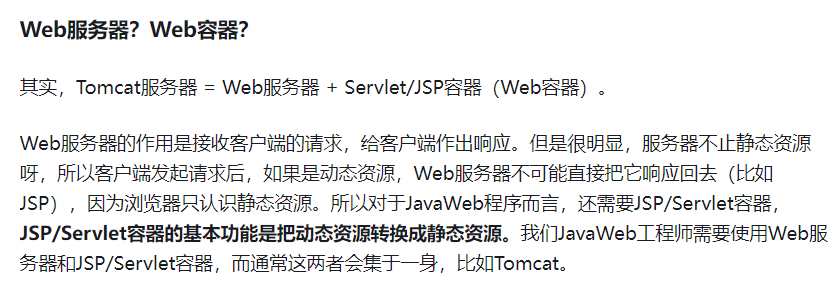 Web服务器？Web容器？
其实，Tomcat服务器 = Web服务器 + Servlet/JSP容器（Web容器）。
Web服务器的作用是接收客户端的请求，给客户端作出响应。但是很明显，服务器不止静态资源
呀，所以客户端发起请求后，如果是动态资源，Web服务器不可能直接把它响应回去（比如
JSP），因为浏览器只认识静态资源。所以对于JavaWeb程序而言，还需要JSP/Servlet容器，
JSP/Servlet容器的基本功能是把动态资源转换成静态资源。我们JavaWeb工程师需要使用Web服
务器和JSP/Servlet容器，而通常这两者会集于一身，比如Tomcat。